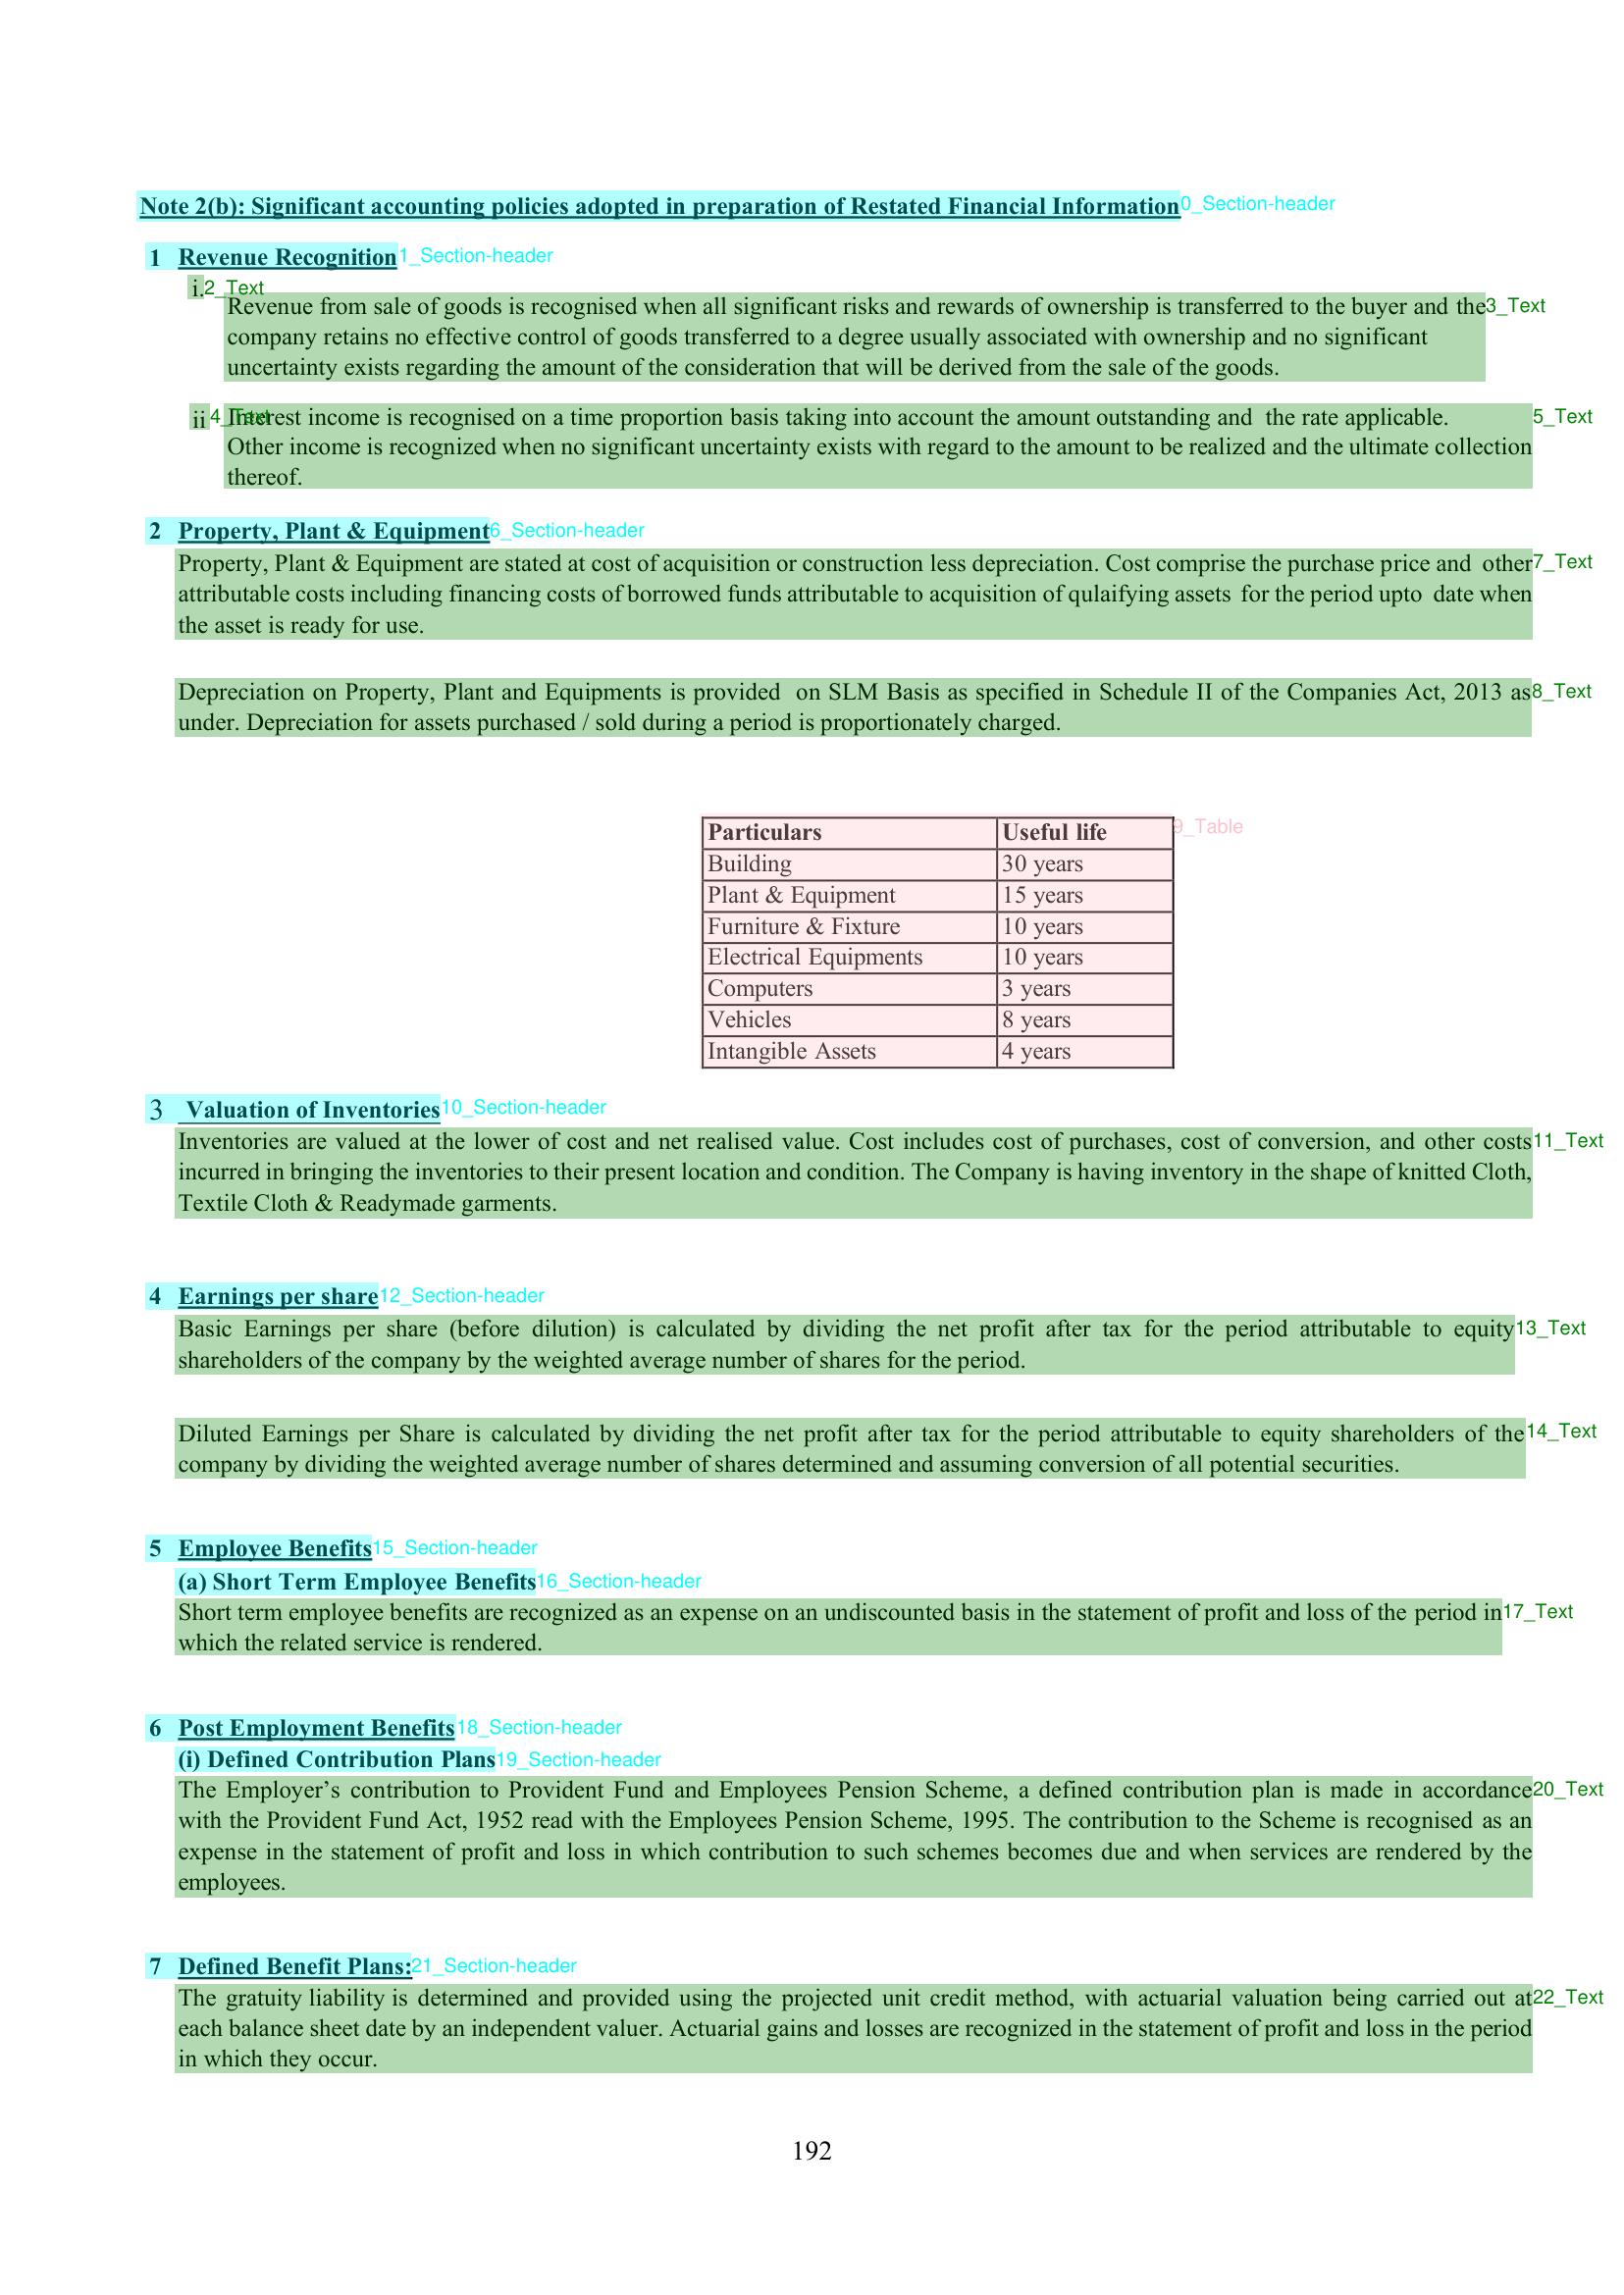 Note 2(b): Significant accounting policies adopted in preparation of Restated Financial Information 0_Section-header
1 Revenue Recognition 1_Section-header
i. 2_Text
Revenue from sale of goods is recognised when all significant risks and rewards of ownership is transferred to the buyer and the 3_Text
company retains no effective control of goods transferred to a degree usually associated with ownership and no significant
uncertainty exists regarding the amount of the consideration that will be derived from the sale of the goods.
ii 4_Text Interest income is recognised on a time proportion basis taking into account the amount outstanding and the rate applicable. 5_Text
Other income is recognized when no significant uncertainty exists with regard to the amount to be realized and the ultimate collection
thereof.
2 Property, Plant & Equipment 6_Section-header
Property, Plant & Equipment are stated at cost of acquisition or construction less depreciation. Cost comprise the purchase price and other 7_Text
attributable costs including financing costs of borrowed funds attributable to acquisition of qulaifying assets for the period upto date when
the asset is ready for use.
Depreciation on Property, Plant and Equipments is provided on SLM Basis as specified in Schedule II of the Companies Act, 2013 as 8_Text
under. Depreciation for assets purchased / sold during a period is proportionately charged.
Particulars Useful life 9_Table
Building 30 years
Plant & Equipment 15 years
Furniture & Fixture 10 years
Electrical Equipments 10 years
Computers 3 years
Vehicles 8 years
Intangible Assets 4 years
3 Valuation of Inventories 10_Section-header
Inventories are valued at the lower of cost and net realised value. Cost includes cost of purchases, cost of conversion, and other costs 11_Text
incurred in bringing the inventories to their present location and condition. The Company is having inventory in the shape of knitted Cloth,
Textile Cloth & Readymade garments.
4 Earnings per share 12_Section-header
Basic Earnings per share (before dilution) is calculated by dividing the net profit after tax for the period attributable to equity 13_Text
shareholders of the company by the weighted average number of shares for the period.
Diluted Earnings per Share is calculated by dividing the net profit after tax for the period attributable to equity shareholders of the 14_Text
company by dividing the weighted average number of shares determined and assuming conversion of all potential securities.
5 Employee Benefits 15_Section-header
(a) Short Term Employee Benefits 16_Section-header
Short term employee benefits are recognized as an expense on an undiscounted basis in the statement of profit and loss of the period in 17_Text
which the related service is rendered.
6 Post Employment Benefits 18_Section-header
(i) Defined Contribution Plans 19_Section-header
The Employer’s contribution to Provident Fund and Employees Pension Scheme, a defined contribution plan is made in accordance 20_Text
with the Provident Fund Act, 1952 read with the Employees Pension Scheme, 1995. The contribution to the Scheme is recognised as an
expense in the statement of profit and loss in which contribution to such schemes becomes due and when services are rendered by the
employees.
7 Defined Benefit Plans: 21_Section-header
The gratuity liability is determined and provided using the projected unit credit method, with actuarial valuation being carried out at 22_Text
each balance sheet date by an independent valuer. Actuarial gains and losses are recognized in the statement of profit and loss in the period
in which they occur.
192